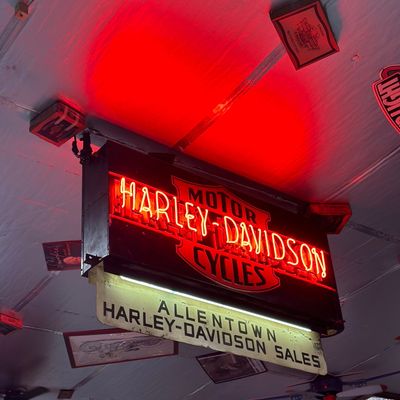 MOTOR
HARLEY-DAVIDSON
CYCLES
ALLENTOWN
HARLEY-DAVIDSON SALES